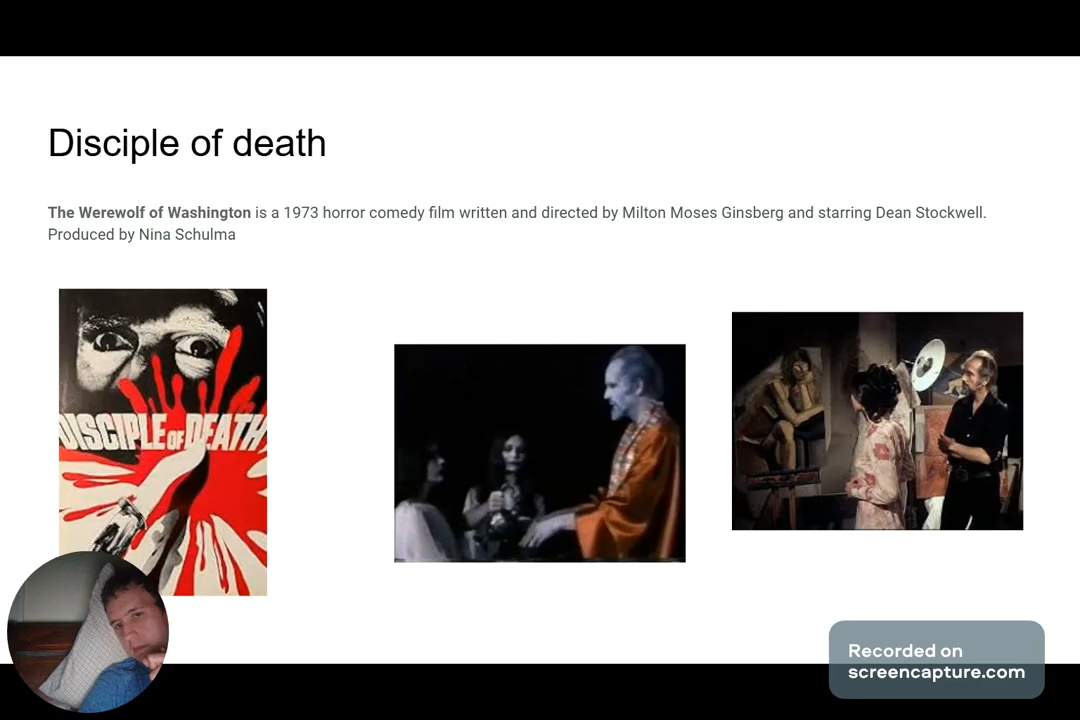 Disciple of death
The Werewolf of Washington is a 1973 horror comedy film written and directed by Milton Moses Ginsberg and starring Dean Stockwell.
Produced by Nina Schulma
DISCIPLE OF DEATH
Recorded on
screencapture.com